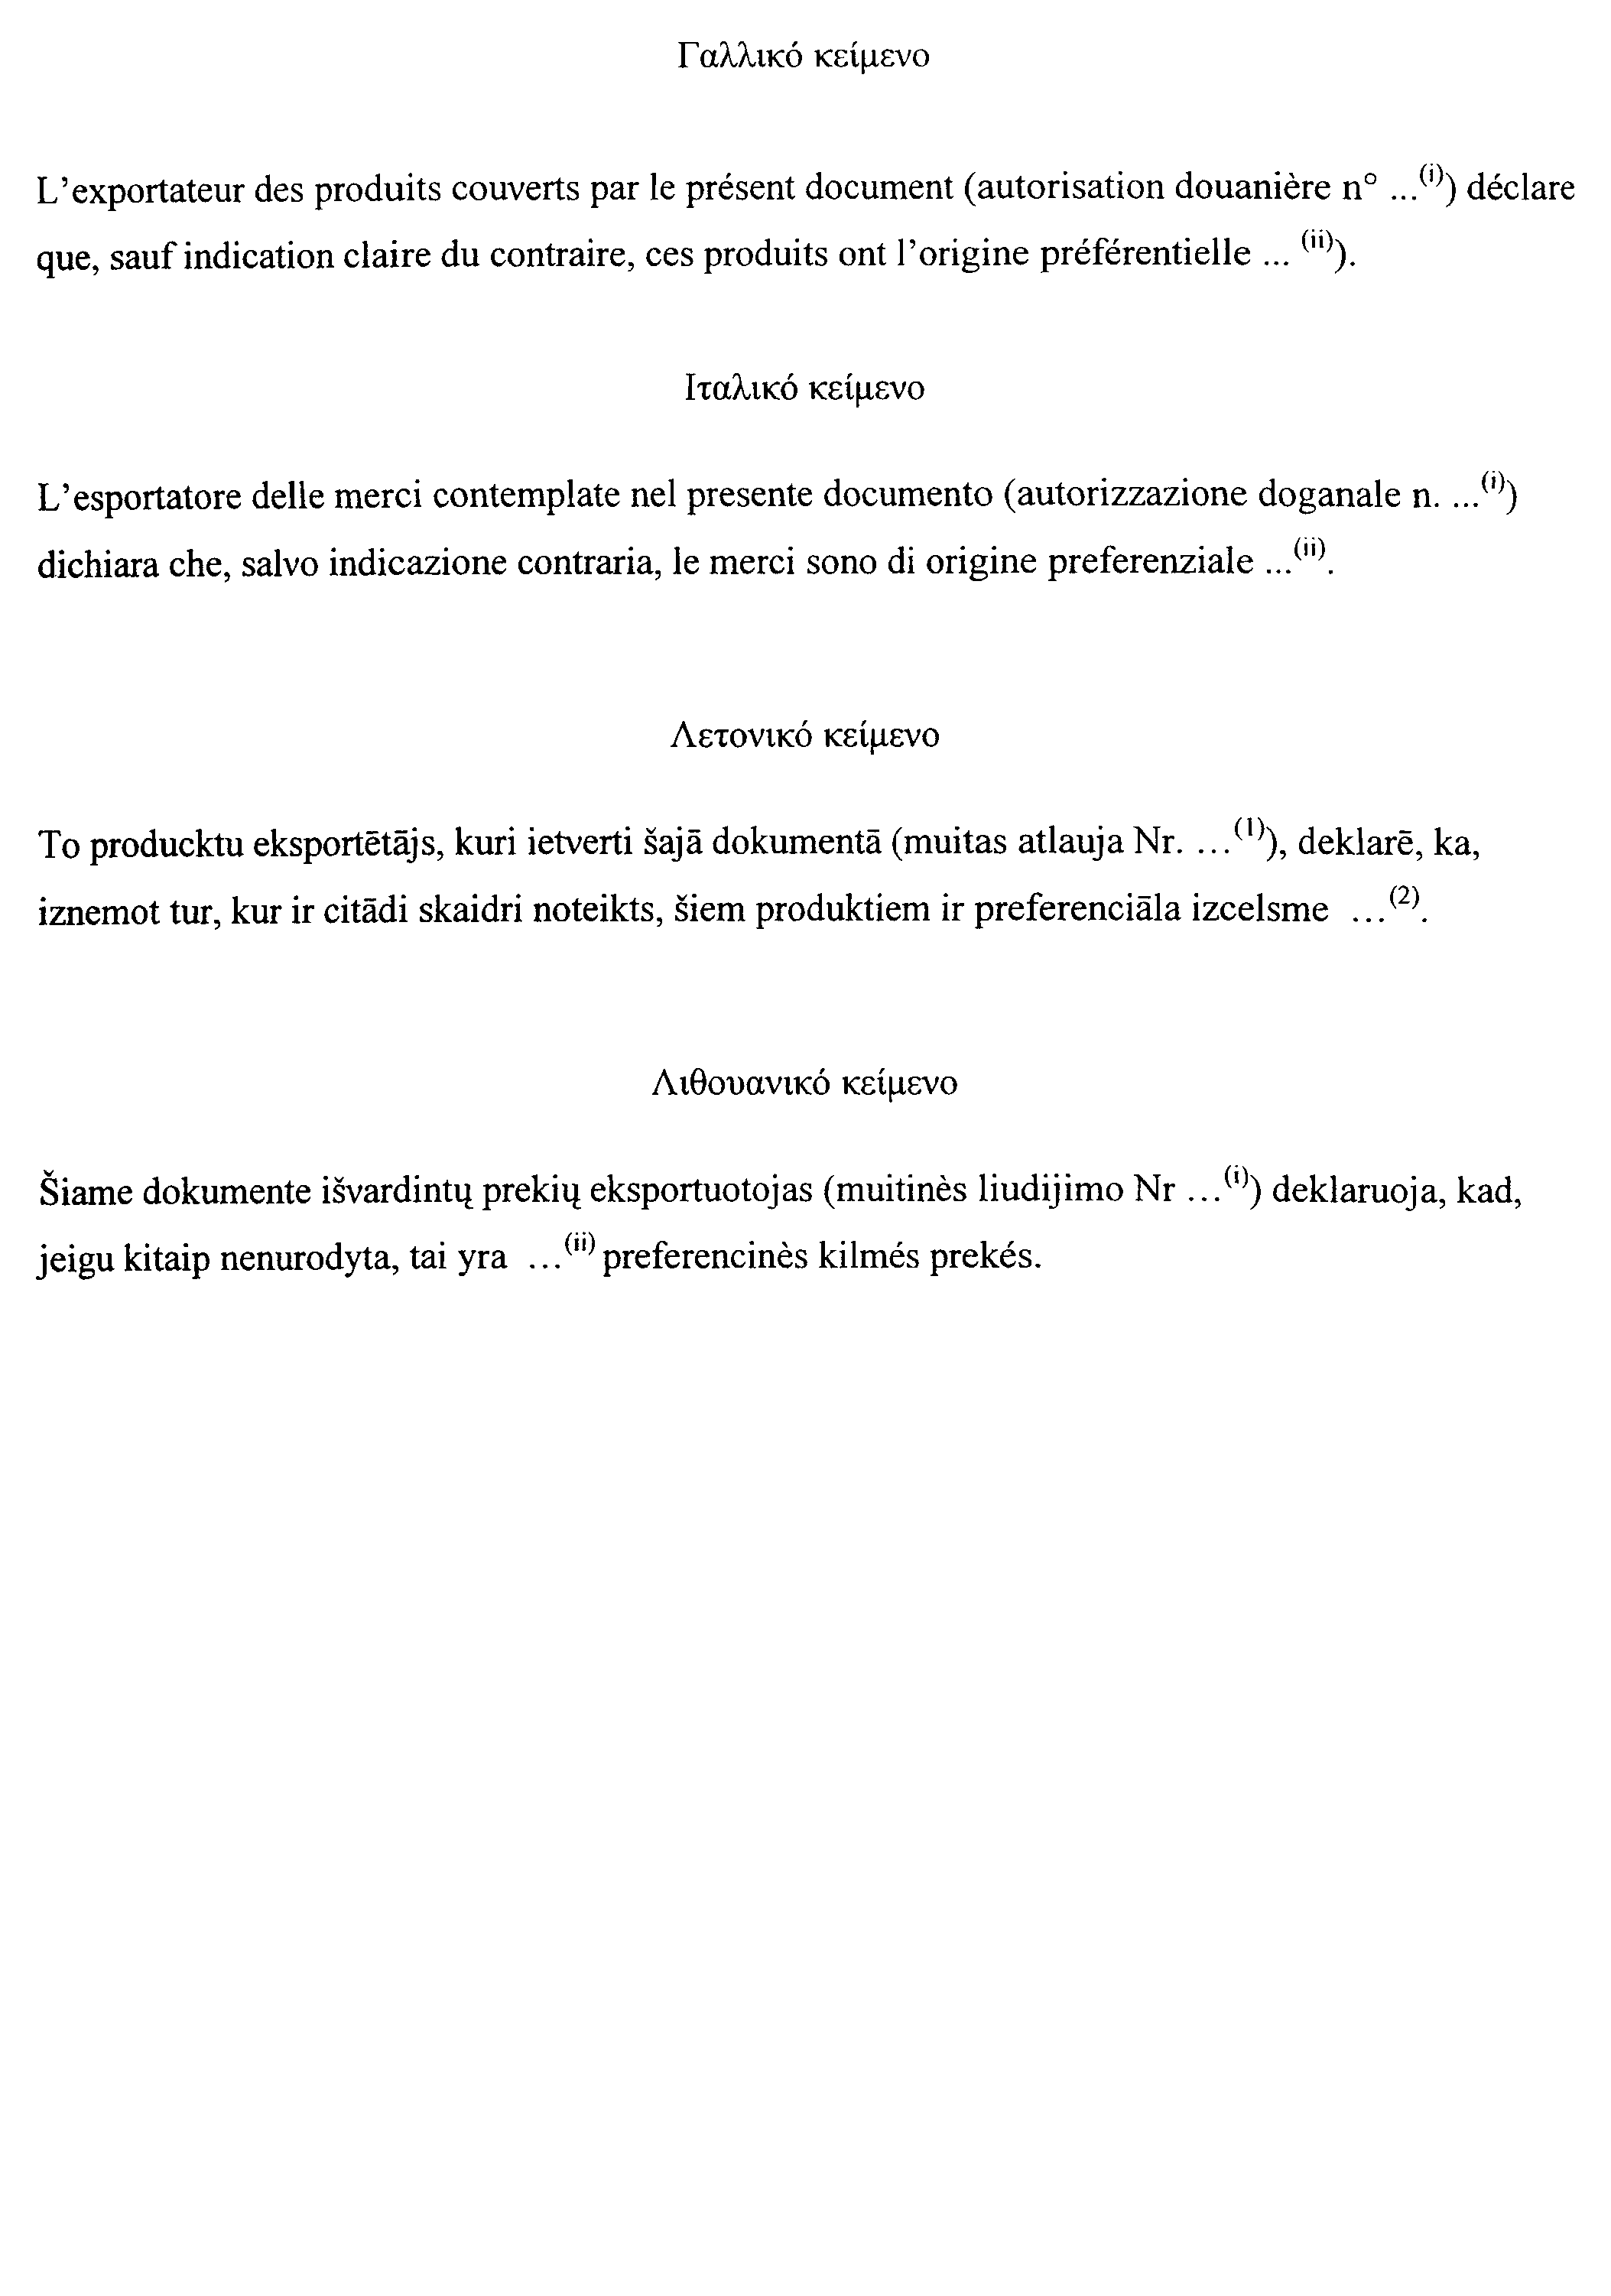 Γαλλικό κείμενο
L’exportateur des produits couverts par le présent document (autorisation douanière n° ...(i)) déclare
que, sauf indication claire du contraire, ces produits ont l’origine préférentielle ... (ii)).
Ιταλικό κείμενο
L’esportatore delle merci contemplate nel presente documento (autorizzazione doganale n. ...(i))
dichiara che, salvo indicazione contraria, le merci sono di origine preferenziale ...(ii).
Λετονικό κείμενο
To producktu eksportētājs, kuri ietverti šajā dokumentā (muitas atlauja Nr. ...(1)), deklarē, ka,
iznemot tur, kur ir citādi skaidri noteikts, šiem produktiem ir preferenciāla izcelsme ...(2).
Λιθουανικό κείμενο
Šiame dokumente išvardintų prekių eksportuotojas (muitinès liudijimo Nr ...(i)) deklaruoja, kad,
jeigu kitaip nenurodyta, tai yra ...(ii) preferencinès kilmés prekés.